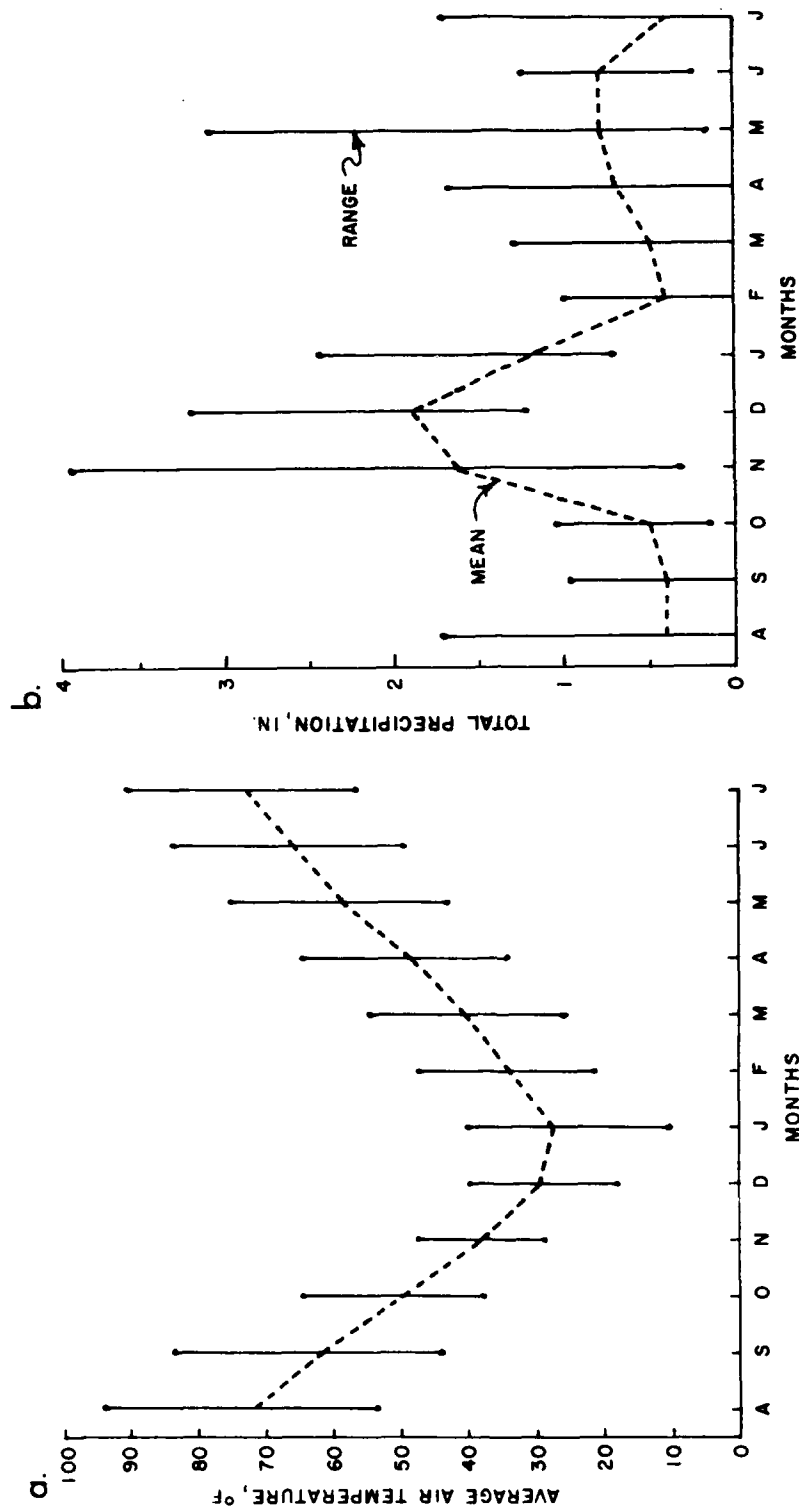 a.
AVERAGE AIR TEMPERATURE, °F
100
90
80
70
60
50
40
30
20
10
0
A S O N D J F M A M J J
MONTHS
b.
TOTAL PRECIPITATION, IN.
4
3
2
1
0
MEAN
RANGE
A S O N D J F M A M J J
MONTHS